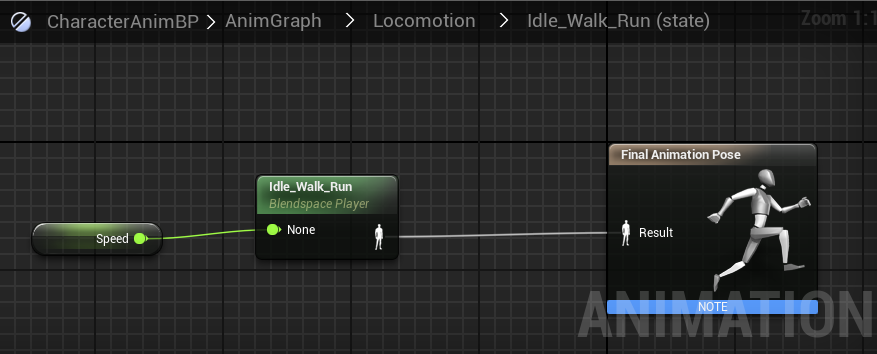 CharacterAnimBP > AnimGraph > Locomotion > Idle_Walk_Run (state)
Zoom 1:1
Idle_Walk_Run
Blendspace Player
None
Speed
Final Animation Pose
Result
NOTE
ANIMATION